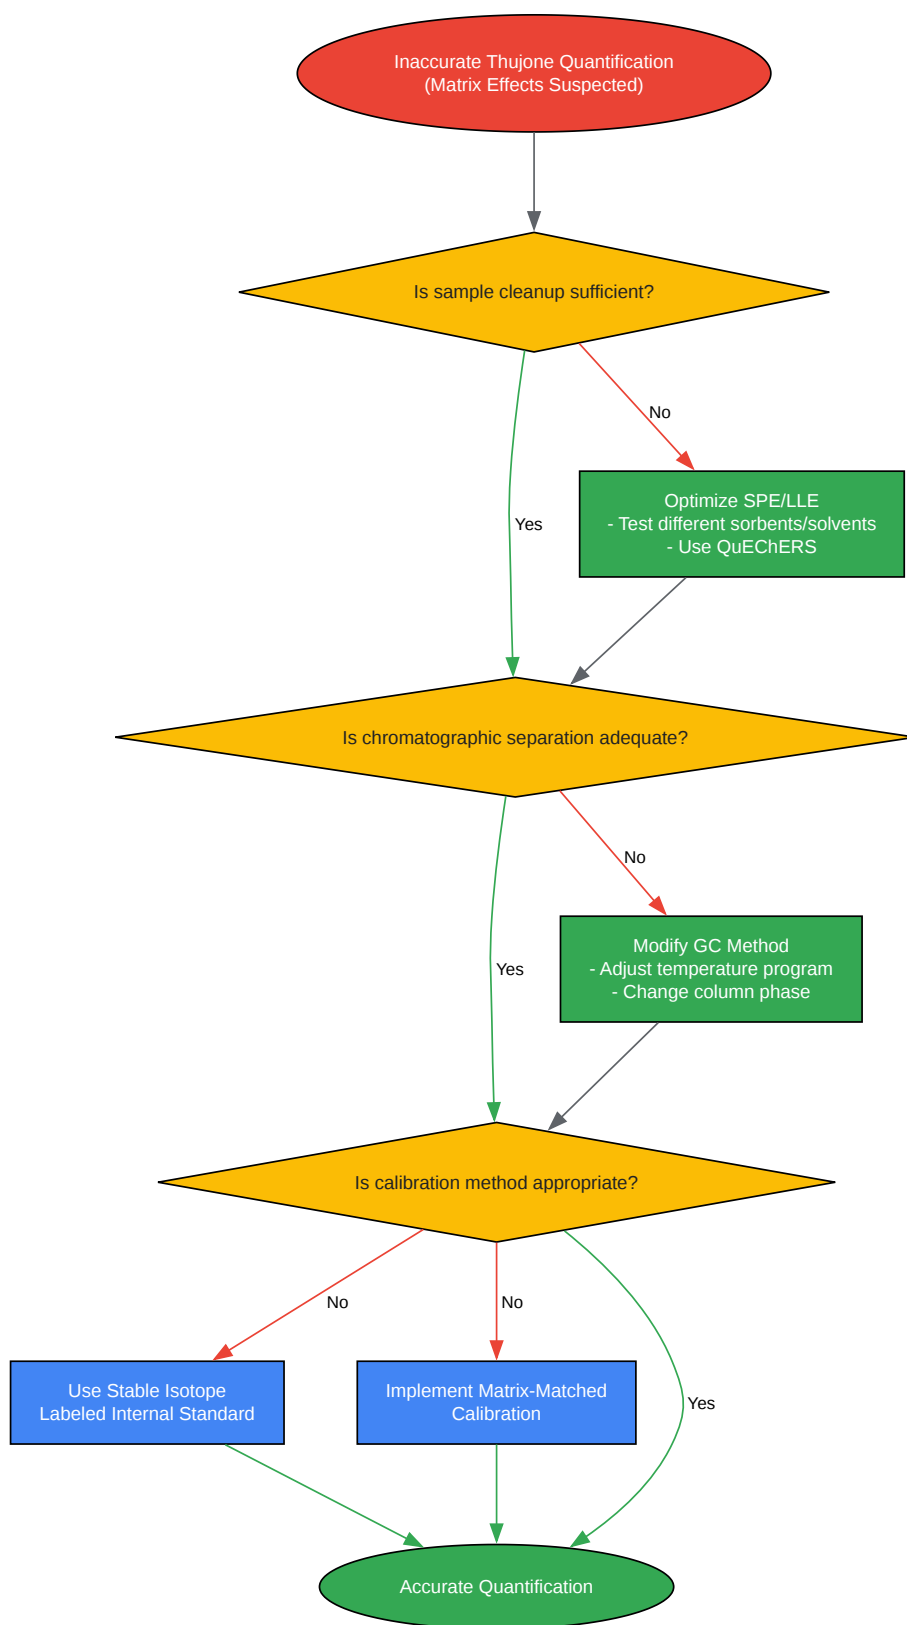 Inaccurate Thujone Quantification
(Matrix Effects Suspected)
Is sample cleanup sufficient?
No
Optimize SPE/LLE
- Test different sorbents/solvents
- Use QuEChERS
Yes
Is chromatographic separation adequate?
No
Modify GC Method
- Adjust temperature program
- Change column phase
Yes
Is calibration method appropriate?
No
No
Use Stable Isotope
Labeled Internal Standard
Implement Matrix-Matched
Calibration
Yes
Accurate Quantification